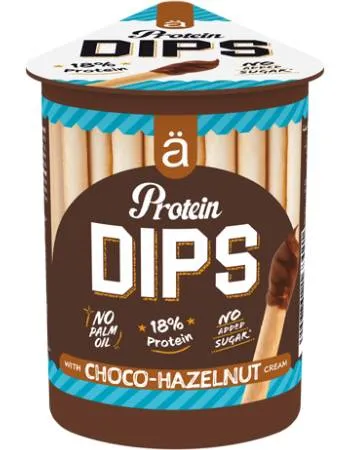 Protein
DIPS
18%
Protein
NO
ADDED
SUGAR*
ä
Protein
DIPS
NO
PALM
OIL
18%
Protein
NO
ADDED
SUGAR*
WITH CHOCO-HAZELNUT CREAM